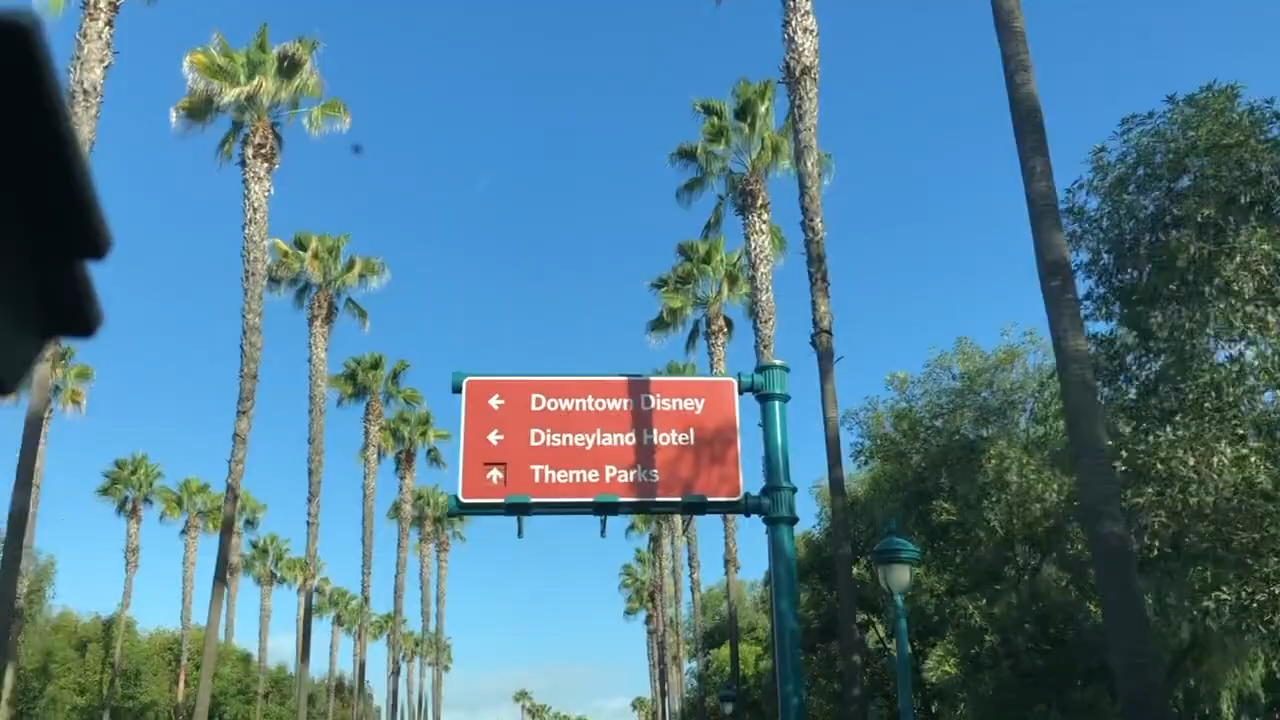 ← Downtown Disney
← Disneyland Hotel
↑ Theme Parks